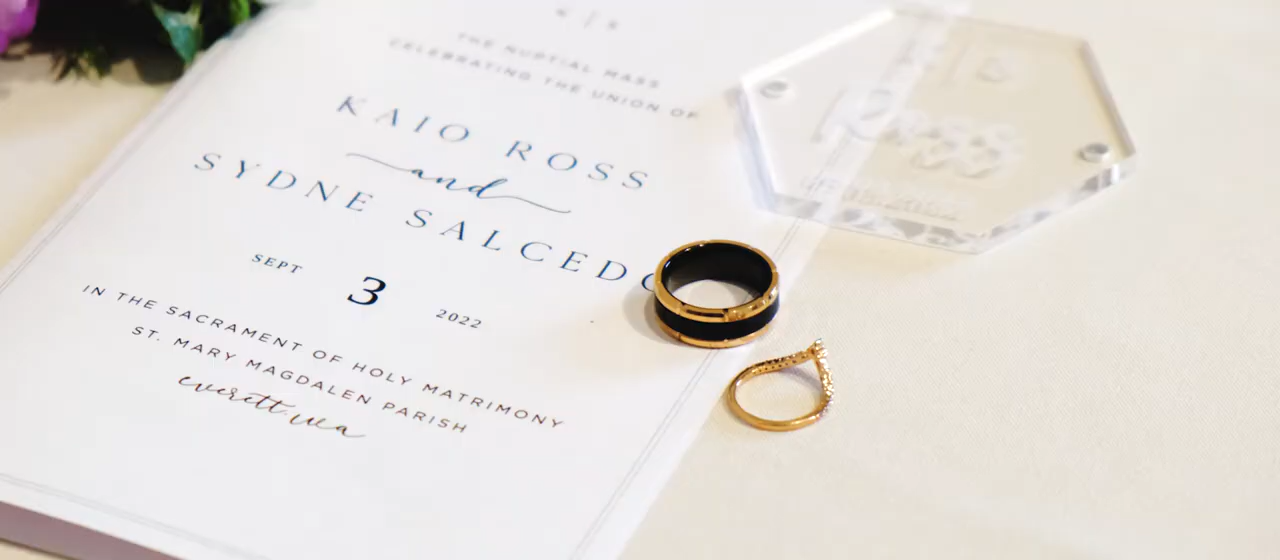 K | S
THE NUPTIAL MASS
CELEBRATING THE UNION OF
KAIO ROSS
and
SYDNE SALCEDO
SEPT 3 2022
IN THE SACRAMENT OF HOLY MATRIMONY
ST. MARY MAGDALEN PARISH
everett, wa
Ross